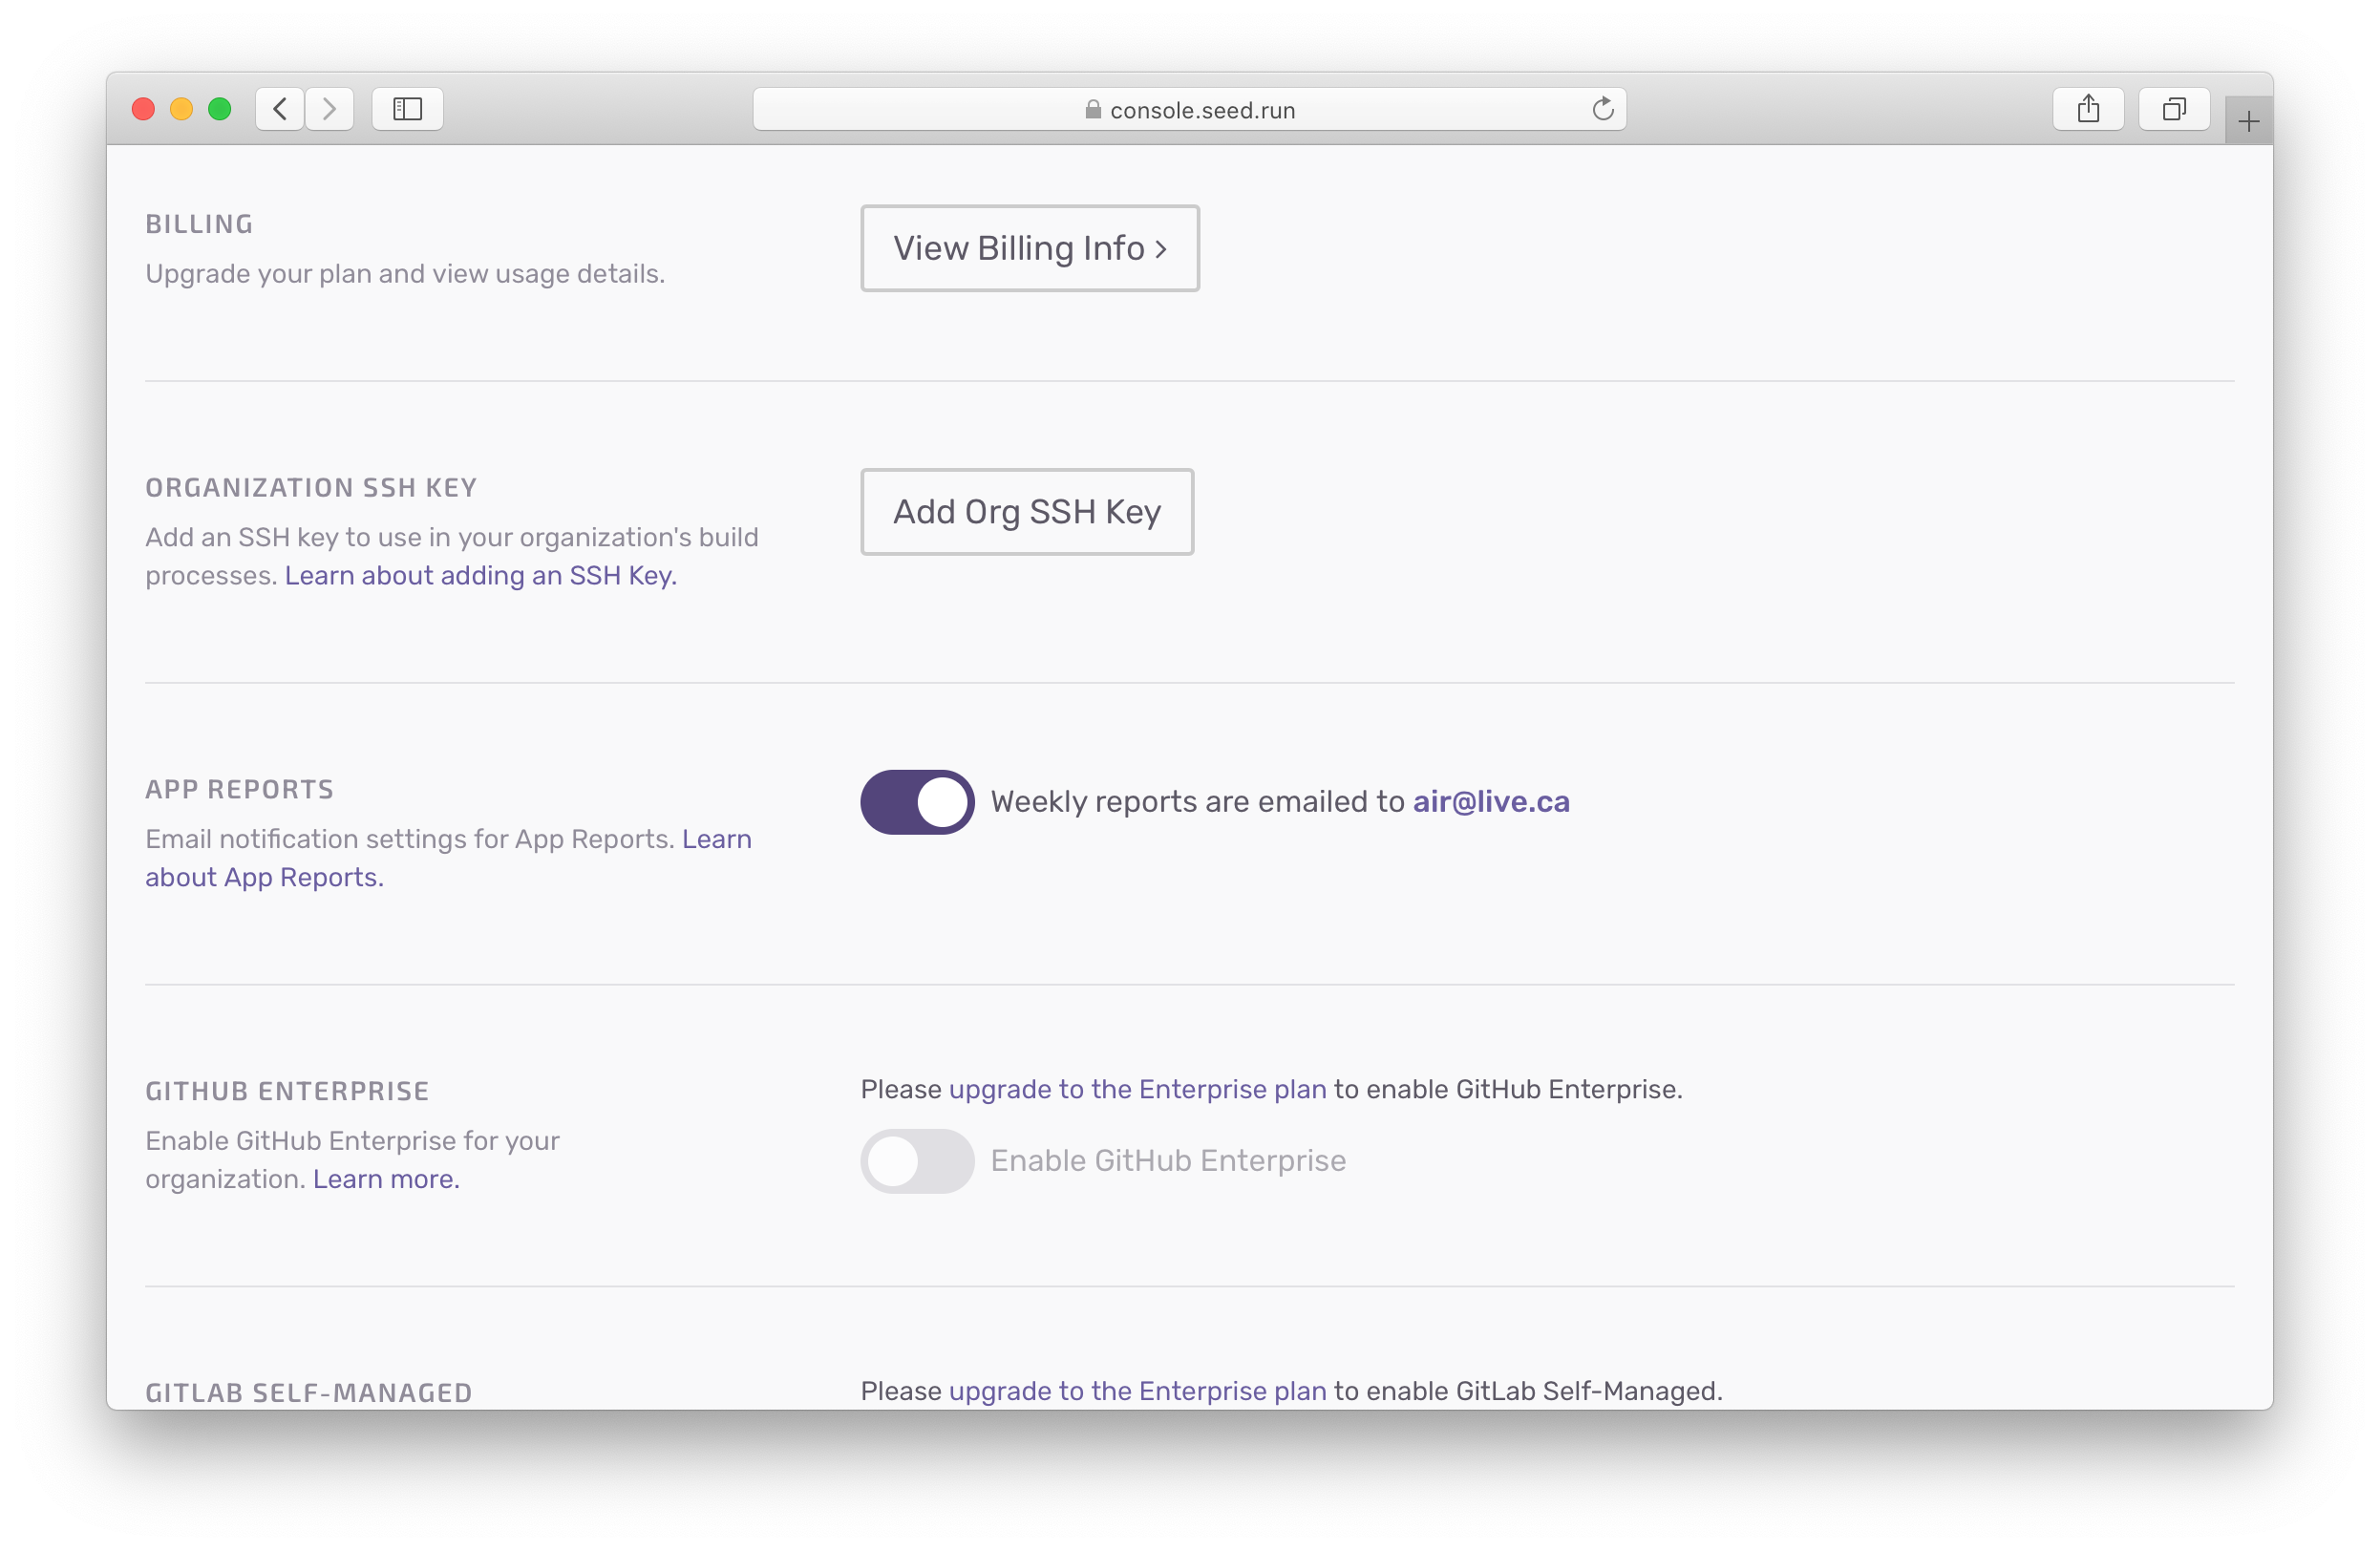 console.seed.run
BILLING
Upgrade your plan and view usage details.
View Billing Info >
ORGANIZATION SSH KEY
Add an SSH key to use in your organization's build
processes. Learn about adding an SSH Key.
Add Org SSH Key
APP REPORTS
Email notification settings for App Reports. Learn
about App Reports.
Weekly reports are emailed to air@live.ca
GITHUB ENTERPRISE
Enable GitHub Enterprise for your
organization. Learn more.
Please upgrade to the Enterprise plan to enable GitHub Enterprise.
Enable GitHub Enterprise
GITLAB SELF-MANAGED
Please upgrade to the Enterprise plan to enable GitLab Self-Managed.